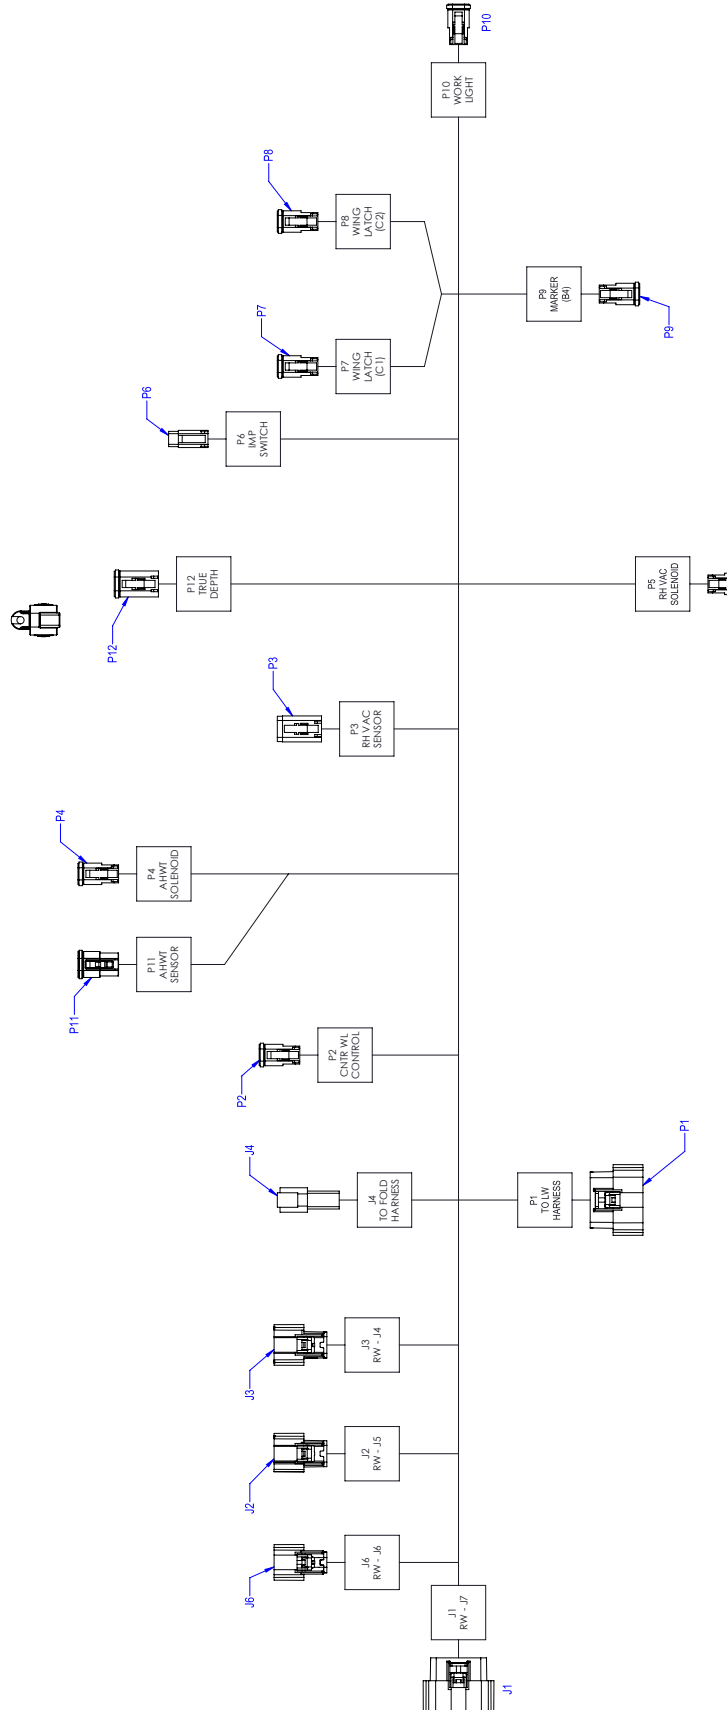 P10
P10
WORK
LIGHT
P8
P8
WING
LATCH
(C2)
P9
MARKER
(B4)
P9
P7
P7
WING
LATCH
(C1)
P6
P6
IMP
SWITCH
P12
TRUE
DEPTH
P12
P5
RH VAC
SOLENOID
P3
P3
RH VAC
SENSOR
P4
P4
AHWT
SOLENOID
P11
AHWT
SENSOR
P11
P2
CNTR WL
CONTROL
P2
J4
J4
TO FOLD
HARNESS
P1
TO LW
HARNESS
P1
J3
RW - J4
J3
J2
RW - J5
J2
J6
RW - J6
J6
J1
RW - J7
J1